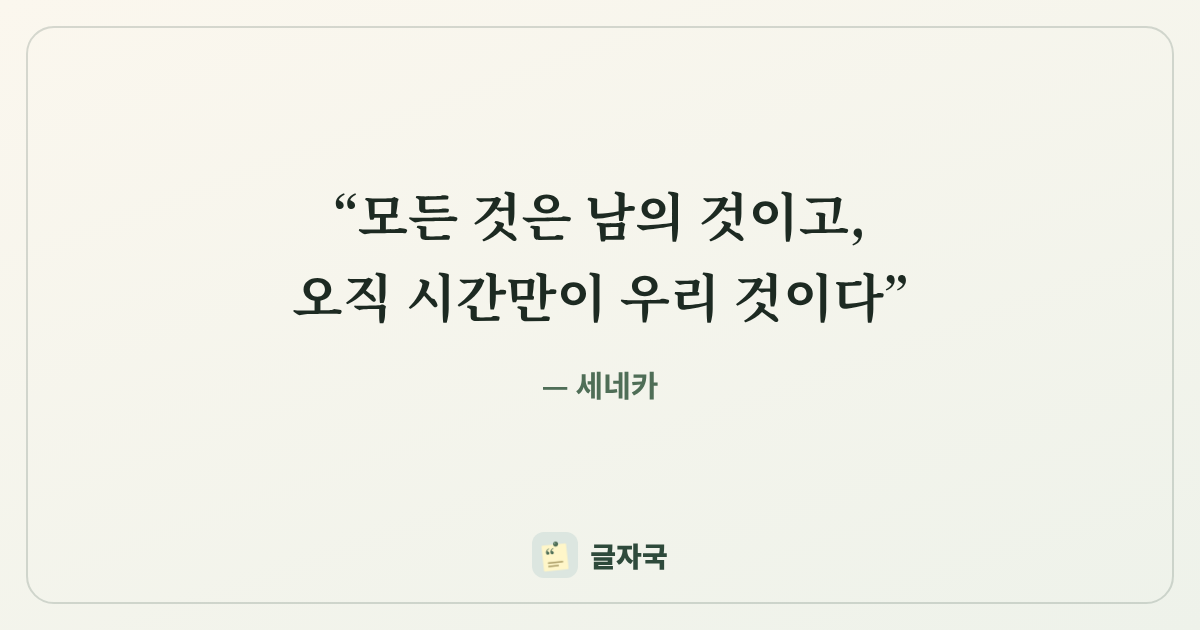 “모든 것은 남의 것이고,
오직 시간만이 우리 것이다”
— 세네카
글자국